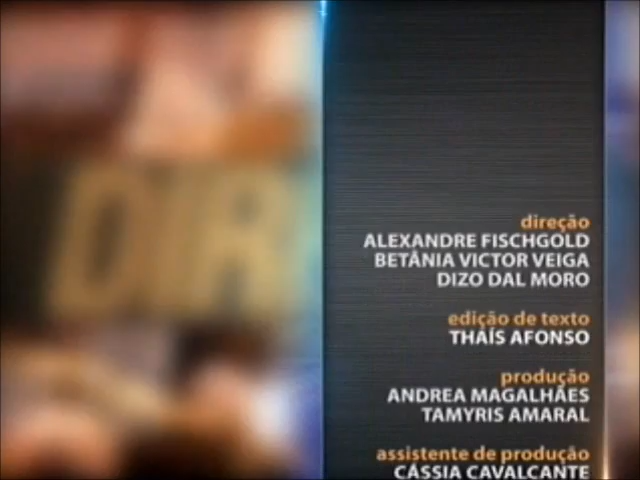 DIR
direção
ALEXANDRE FISCHGOLD
BETÂNIA VICTOR VEIGA
DIZO DAL MORO
edição de texto
THAÍS AFONSO
produção
ANDREA MAGALHÃES
TAMYRIS AMARAL
assistente de produção
CÁSSIA CAVALCANTE